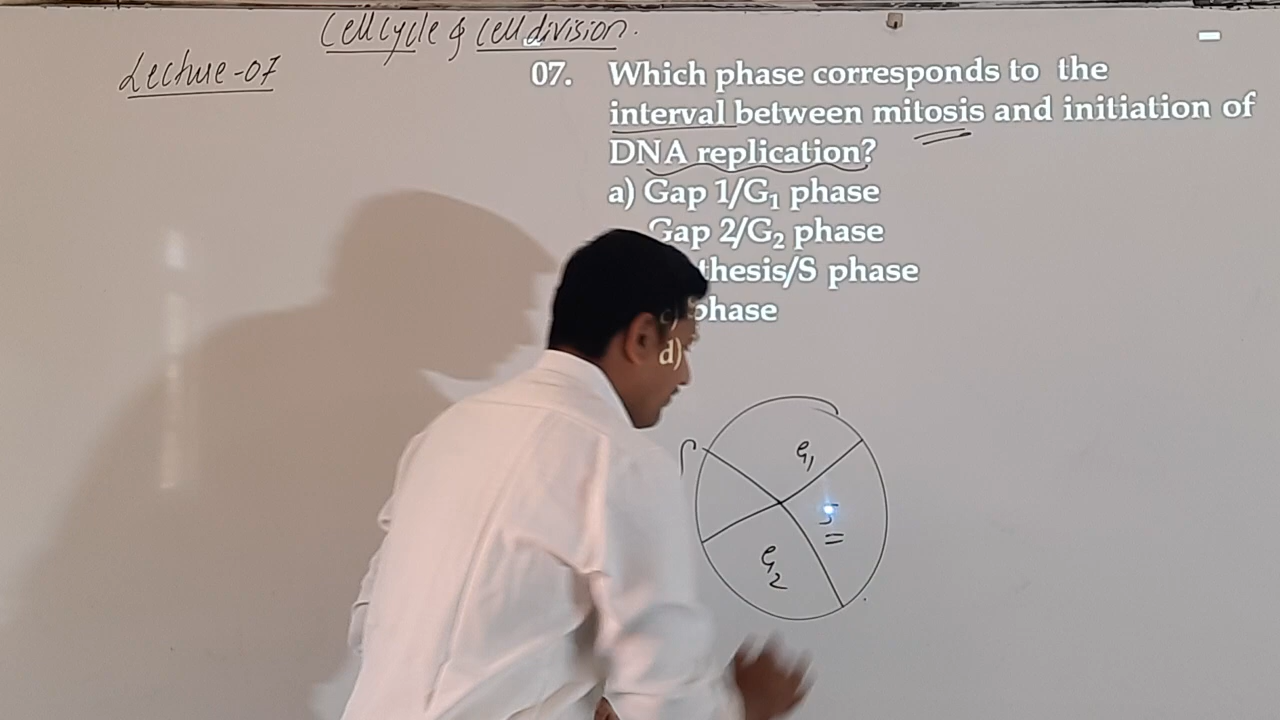 Cell cycle & cell division.
Lecture-07
07. Which phase corresponds to the
interval between mitosis and initiation of
DNA replication?
a) Gap 1/G₁ phase
Gap 2/G₂ phase
thesis/S phase
c) phase
d)
G₁
S
G₂